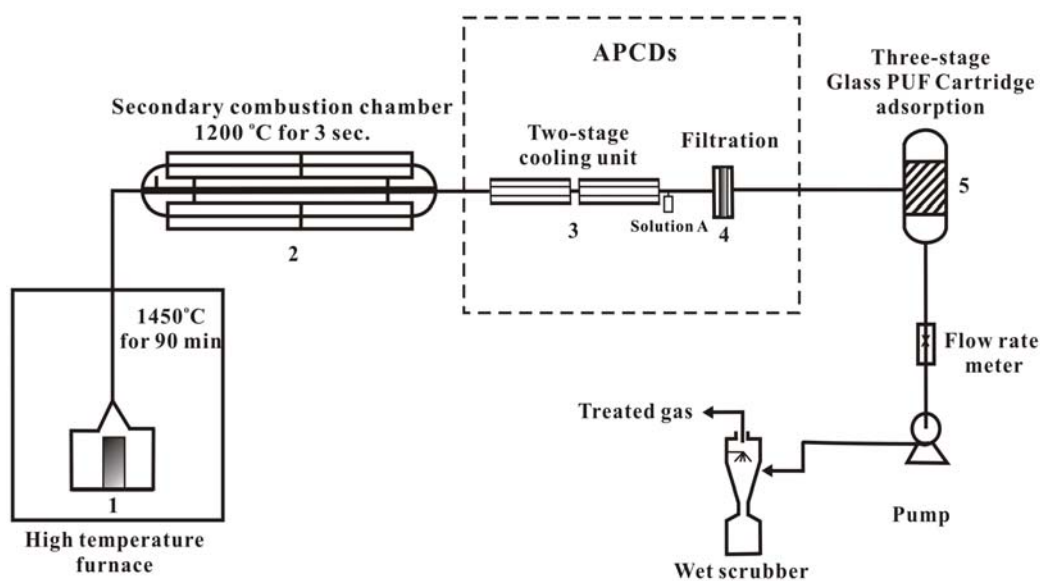 APCDs
Three-stage
Glass PUF Cartridge
adsorption
Secondary combustion chamber
1200 °C for 3 sec.
Two-stage
cooling unit
Filtration
5
Solution A
3
4
2
1450°C
for 90 min
Flow rate
meter
Treated gas
1
Pump
High temperature
furnace
Wet scrubber